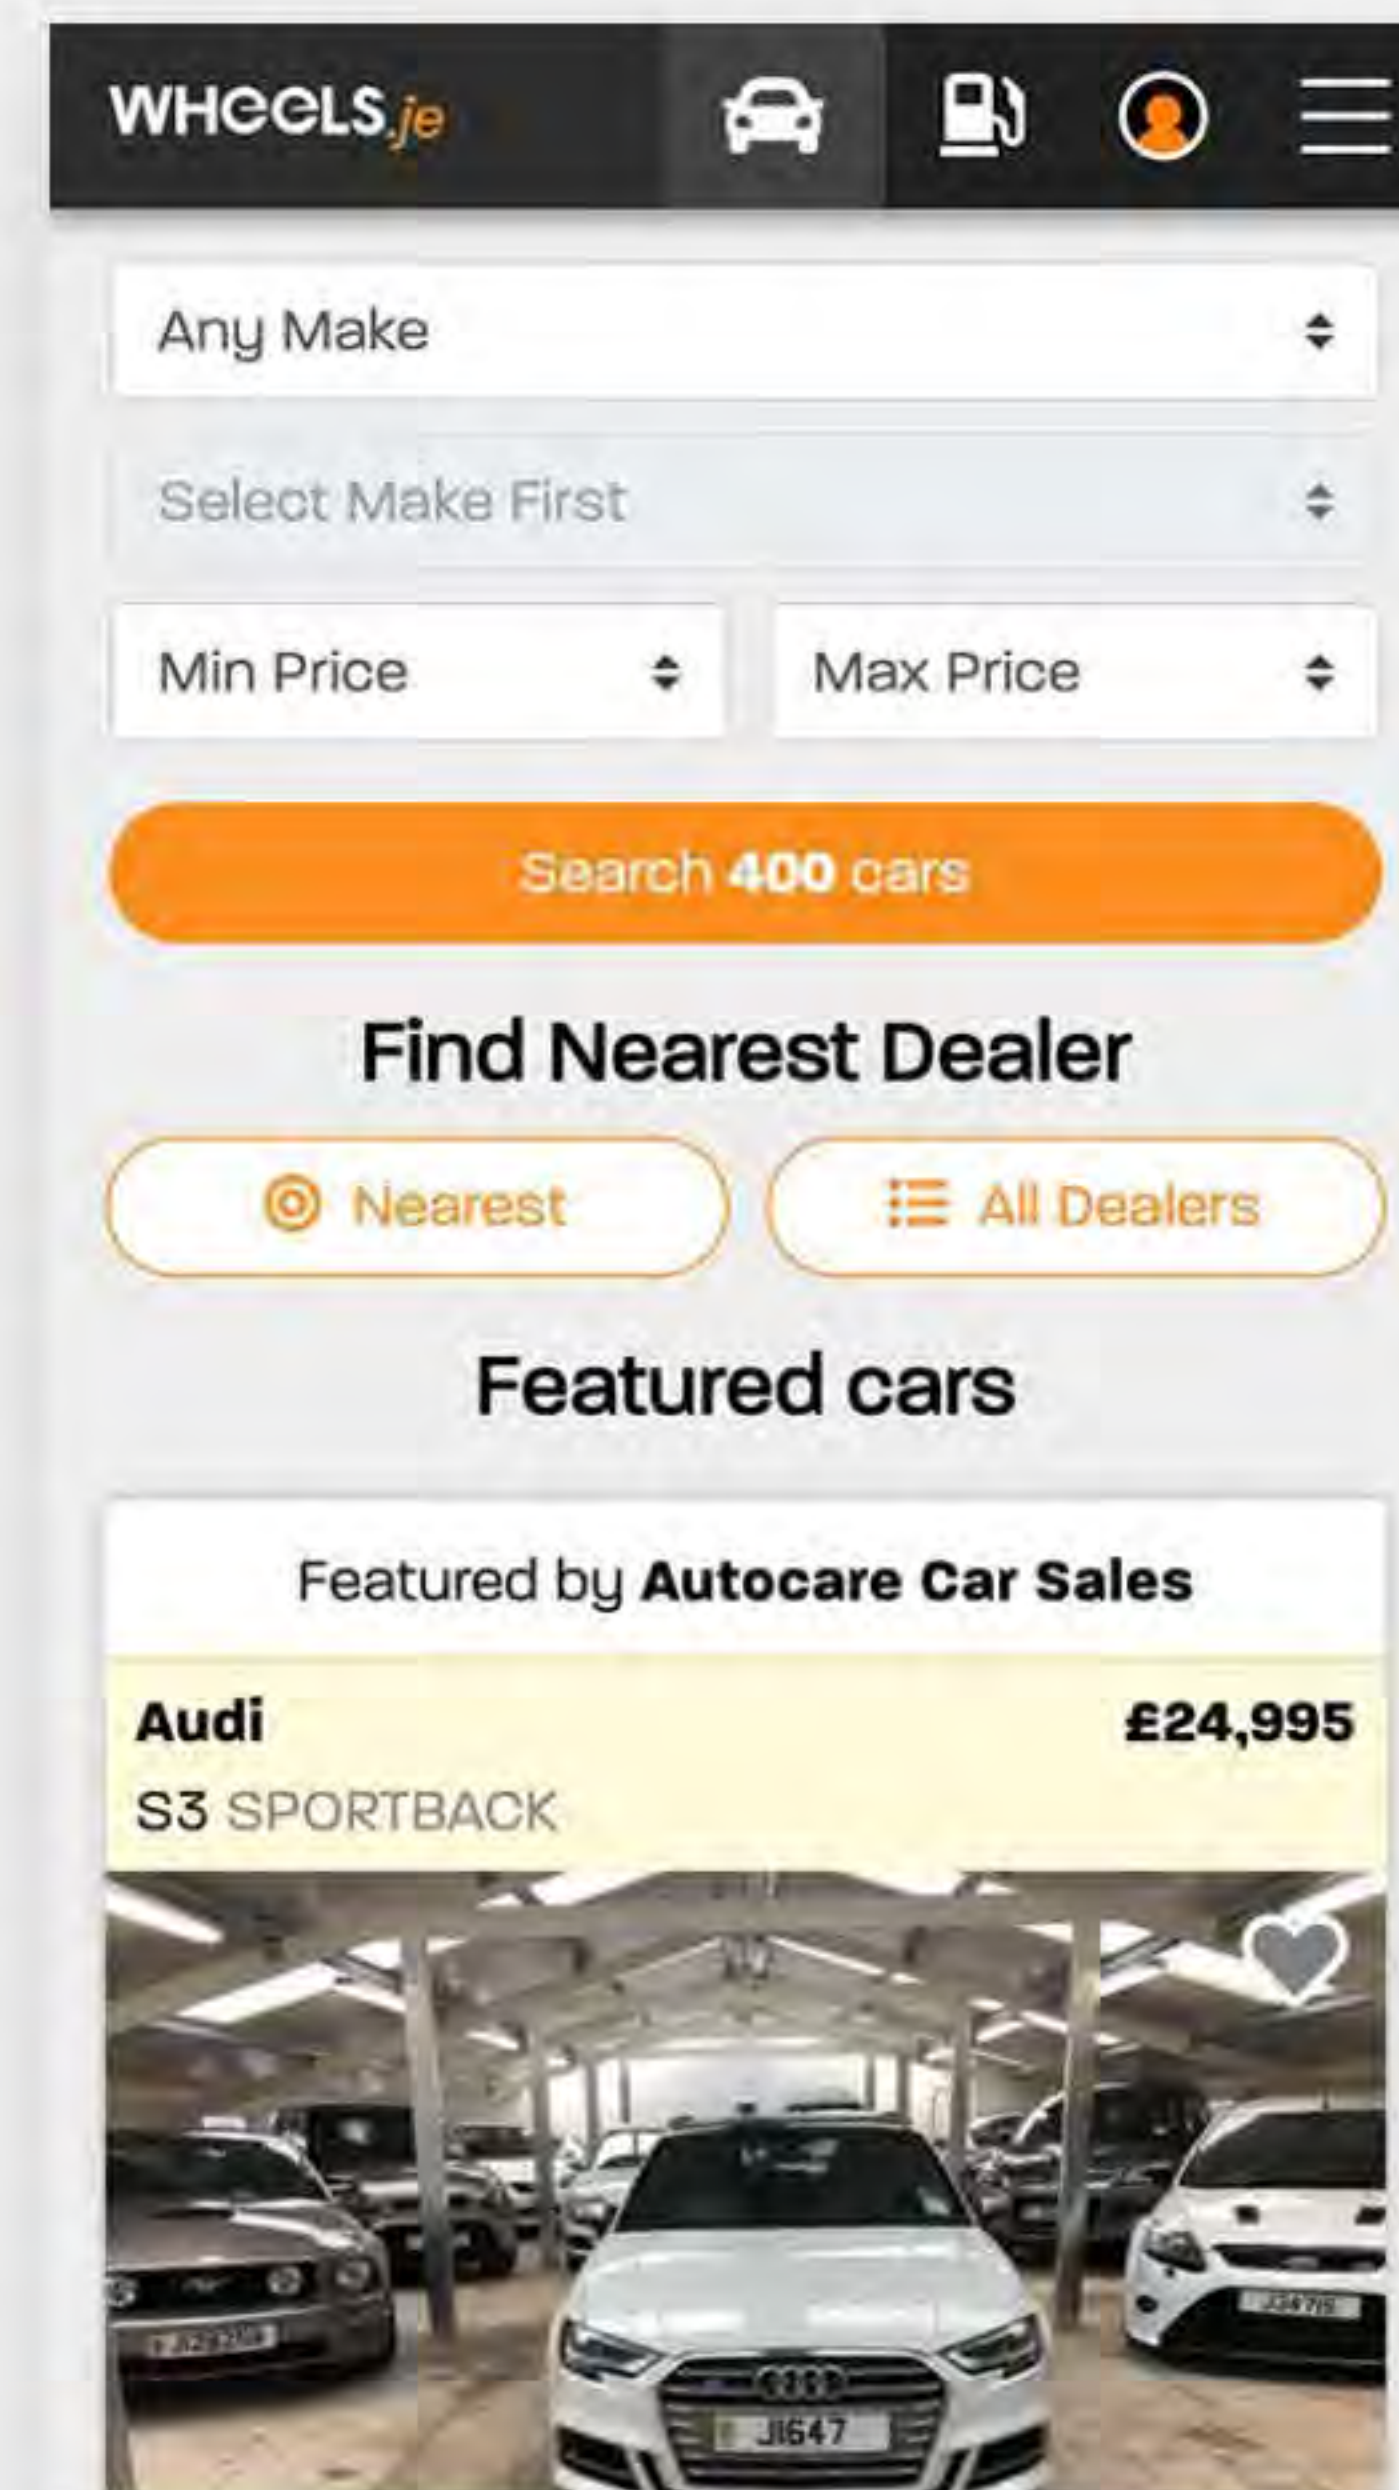 WHEELS.je
Any Make
Select Make First
Min Price
Max Price
Search 400 cars
Find Nearest Dealer
Nearest
All Dealers
Featured cars
Featured by Autocare Car Sales
Audi
£24,995
S3 SPORTBACK
J1647